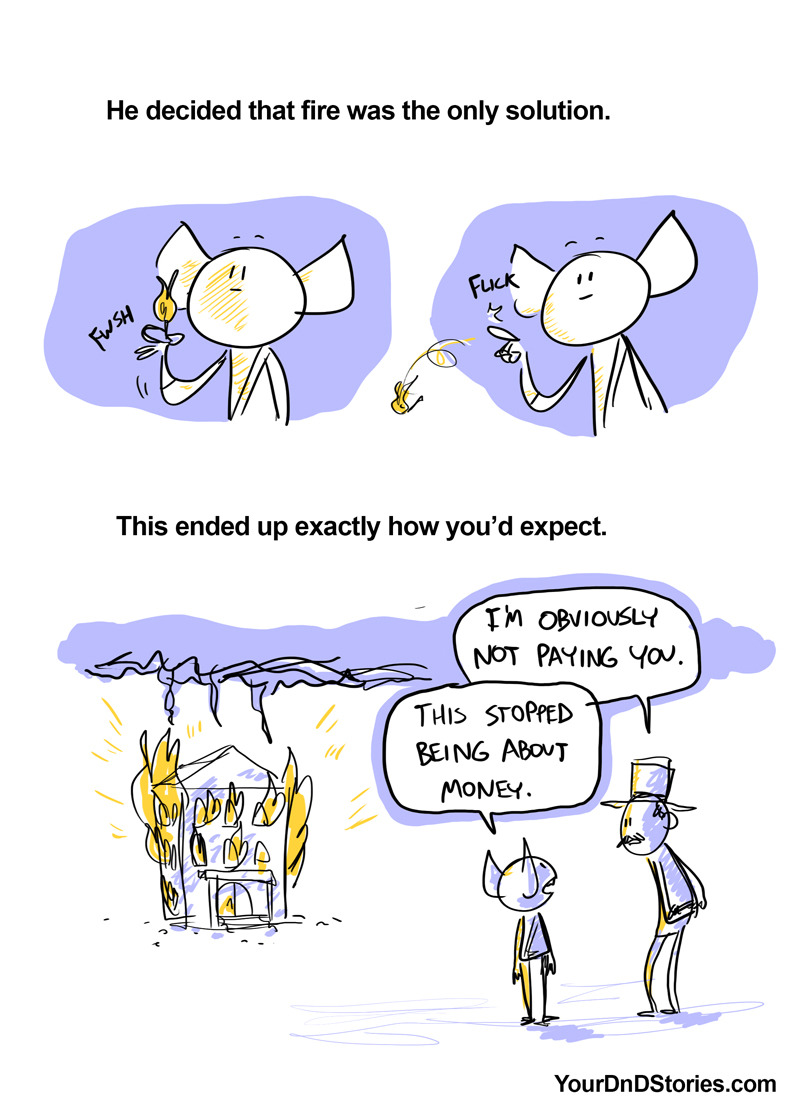 He decided that fire was the only solution.
FWSH
FLICK
This ended up exactly how you'd expect.
I'M OBVIOUSLY
NOT PAYING YOU.
THIS STOPPED
BEING ABOUT
MONEY.
YourDnDStories.com